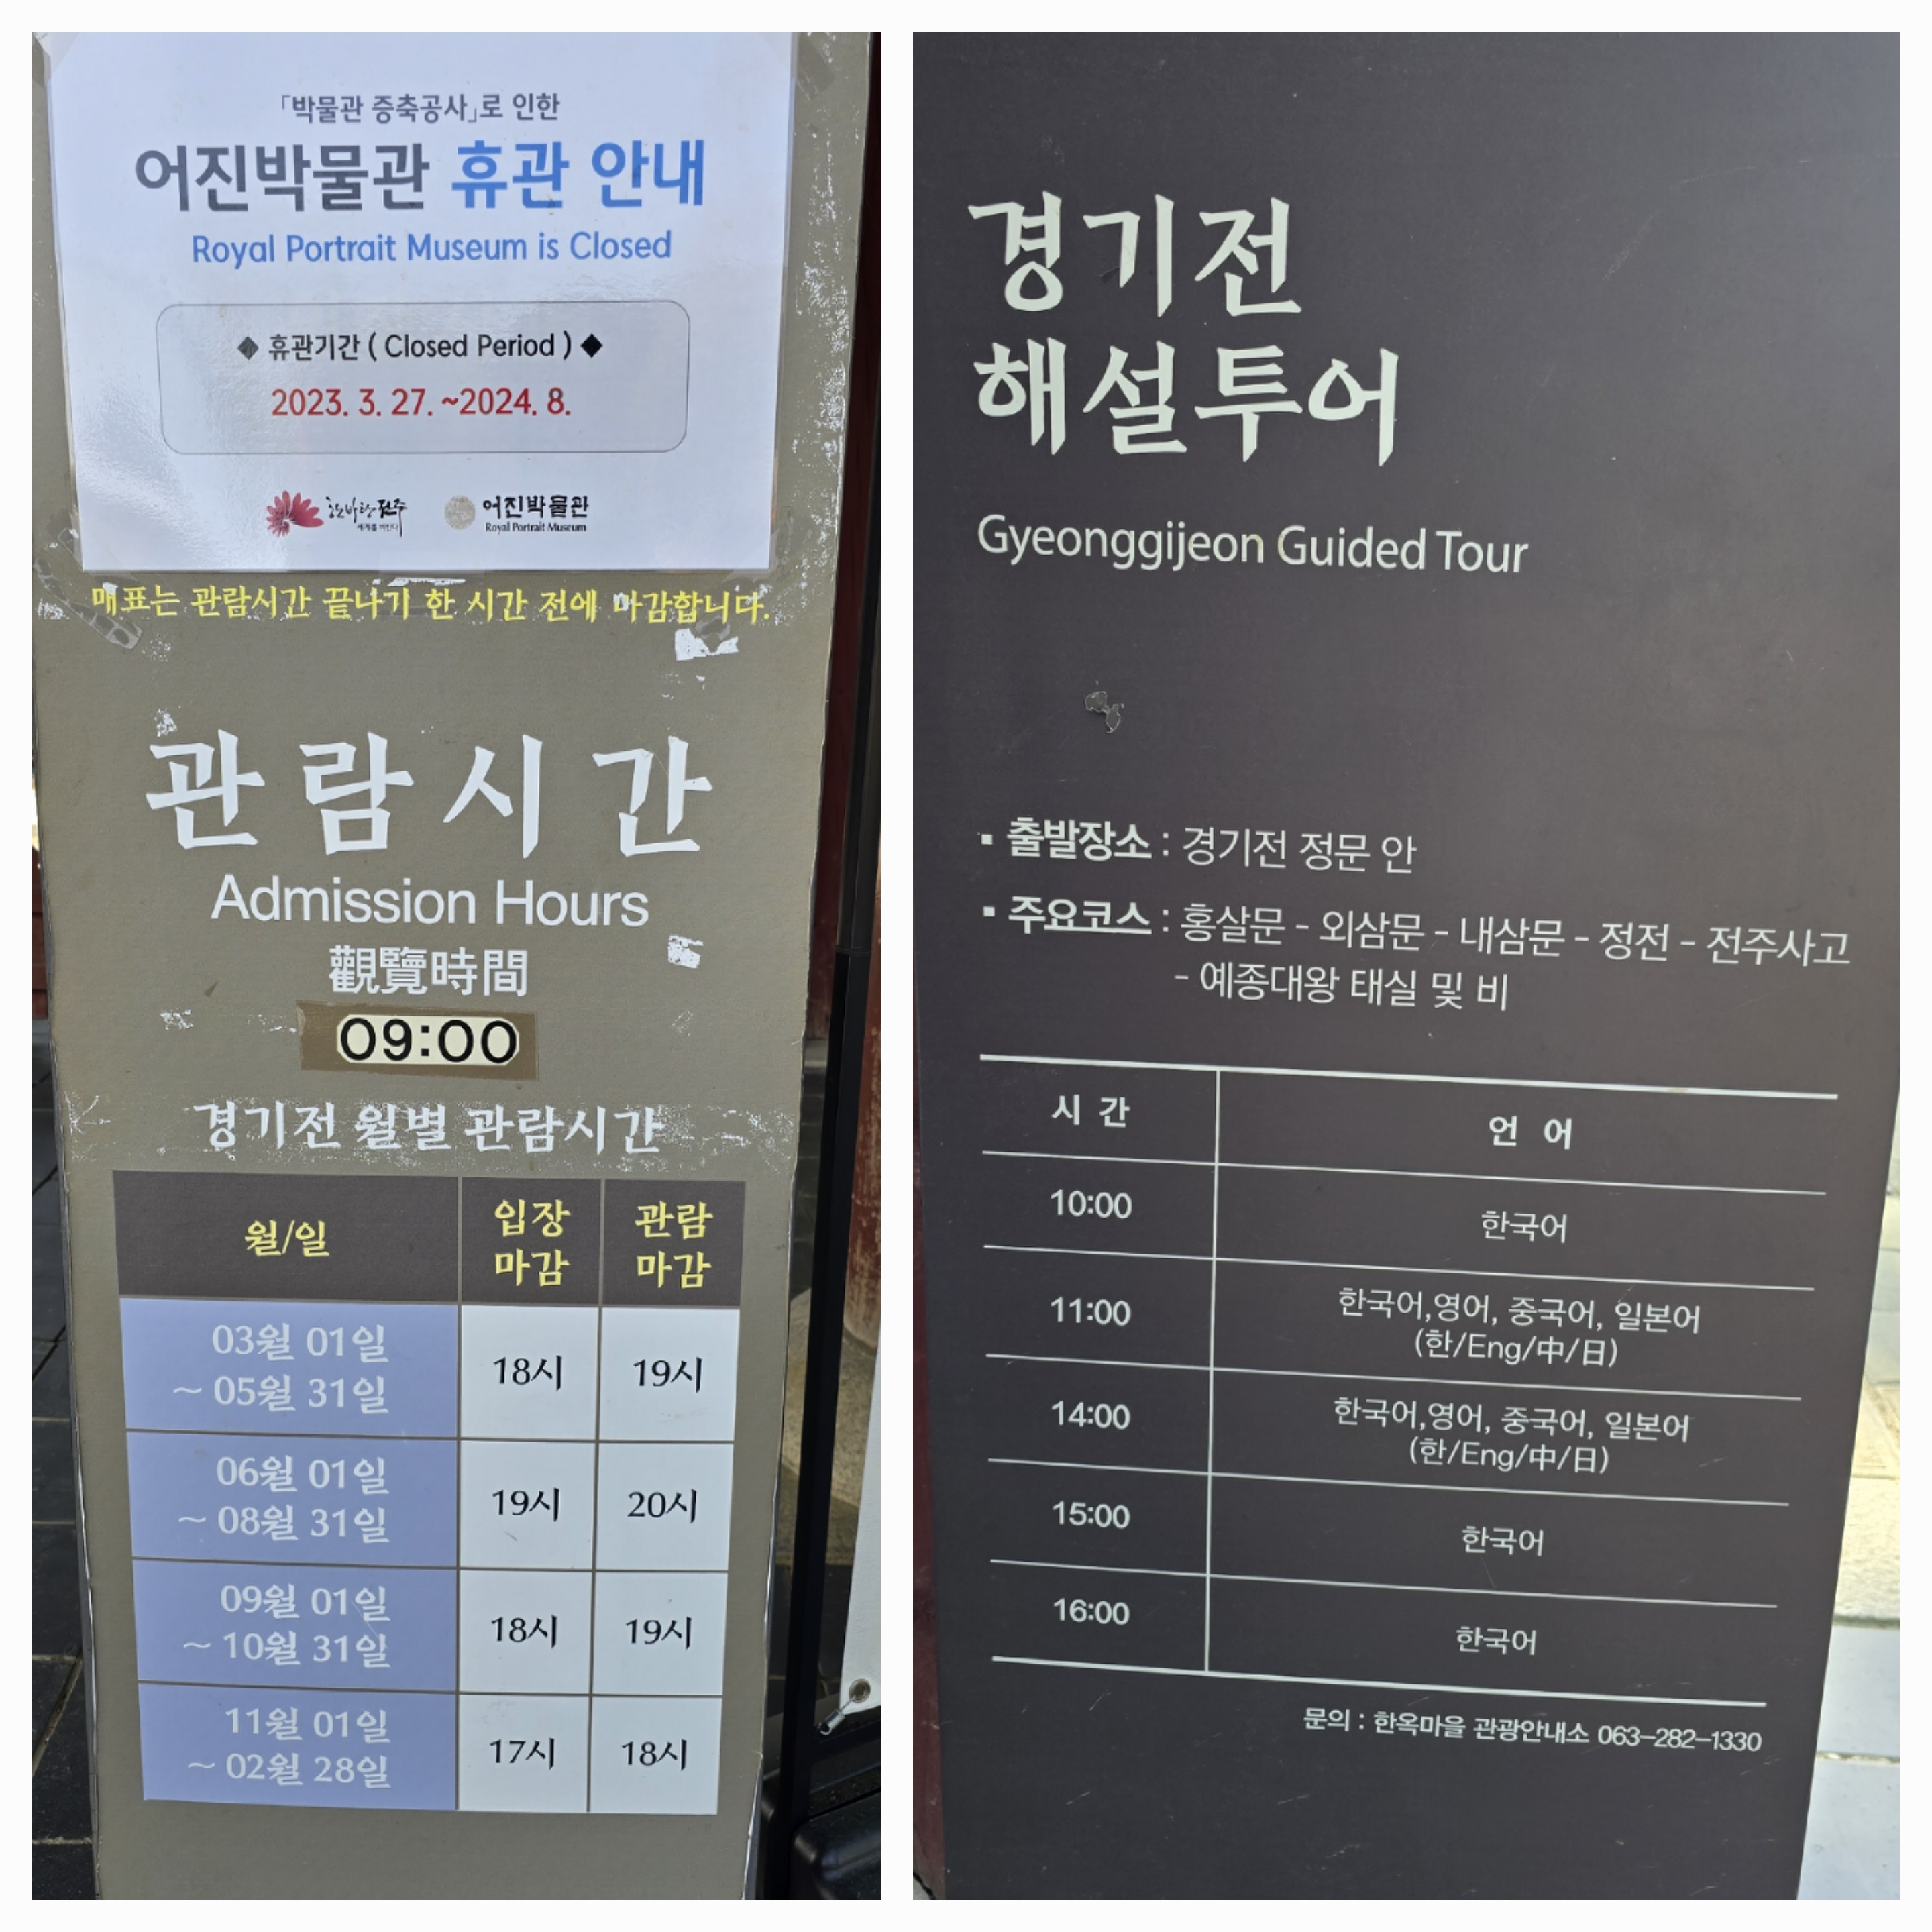 「박물관 증축공사」로 인한
어진박물관 휴관 안내
Royal Portrait Museum is Closed
◆ 휴관기간 ( Closed Period ) ◆
2023. 3. 27. ~2024. 8.
한바탕전주
세계를 비빈다
어진박물관
Royal Portrait Museum
매표는 관람시간 끝나기 한 시간 전에 마감합니다.
관람시간
Admission Hours
觀覽時間
09:00
경기전 월별 관람시간
월/일 입장 마감 관람 마감
03월 01일
~ 05월 31일 18시 19시
06월 01일
~ 08월 31일 19시 20시
09월 01일
~ 10월 31일 18시 19시
11월 01일
~ 02월 28일 17시 18시
경기전
해설투어
Gyeonggijeon Guided Tour
▪ 출발장소 : 경기전 정문 안
▪ 주요코스 : 홍살문 - 외삼문 - 내삼문 - 정전 - 전주사고
- 예종대왕 태실 및 비
시 간 언 어
10:00 한국어
11:00 한국어,영어, 중국어, 일본어
(한/Eng/中/日)
14:00 한국어,영어, 중국어, 일본어
(한/Eng/中/日)
15:00 한국어
16:00 한국어
문의 : 한옥마을 관광안내소 063-282-1330